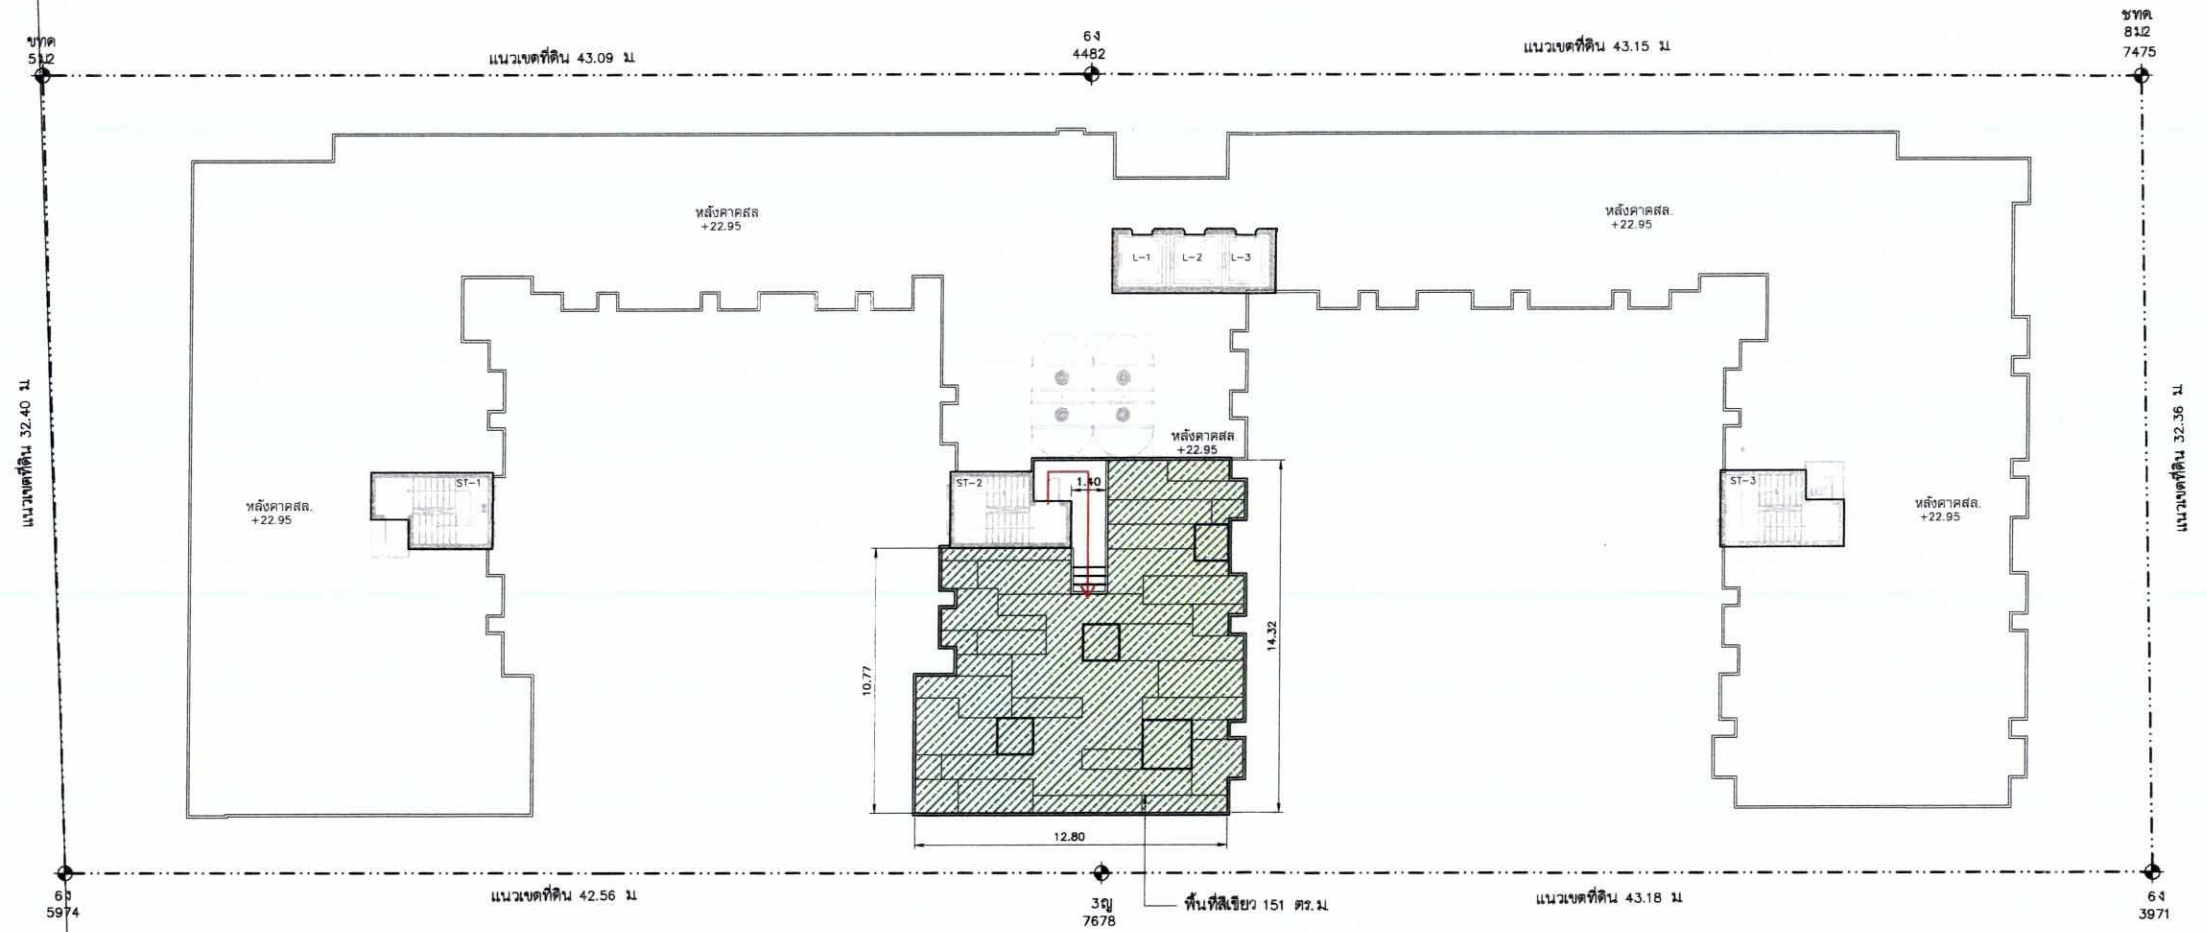 ขทด
5ม2
แนวเขตที่ดิน 43.09 ม.
6ง
4482
แนวเขตที่ดิน 43.15 ม.
ชทด
8ม2
7475
หลังคาคสล.
+22.95
หลังคาคสล.
+22.95
L-1
L-2
L-3
แนวเขตที่ดิน 32.40 ม.
แนวเขตที่ดิน 32.36 ม.
หลังคาคสล.
+22.95
ST-1
ST-2
1.40
ST-3
หลังคาคสล.
+22.95
หลังคาคสล.
+22.95
10.77
14.32
12.80
6ง
5974
แนวเขตที่ดิน 42.56 ม.
3ญ
7678
พื้นที่สีเขียว 151 ตร.ม.
แนวเขตที่ดิน 43.18 ม.
6ง
3971